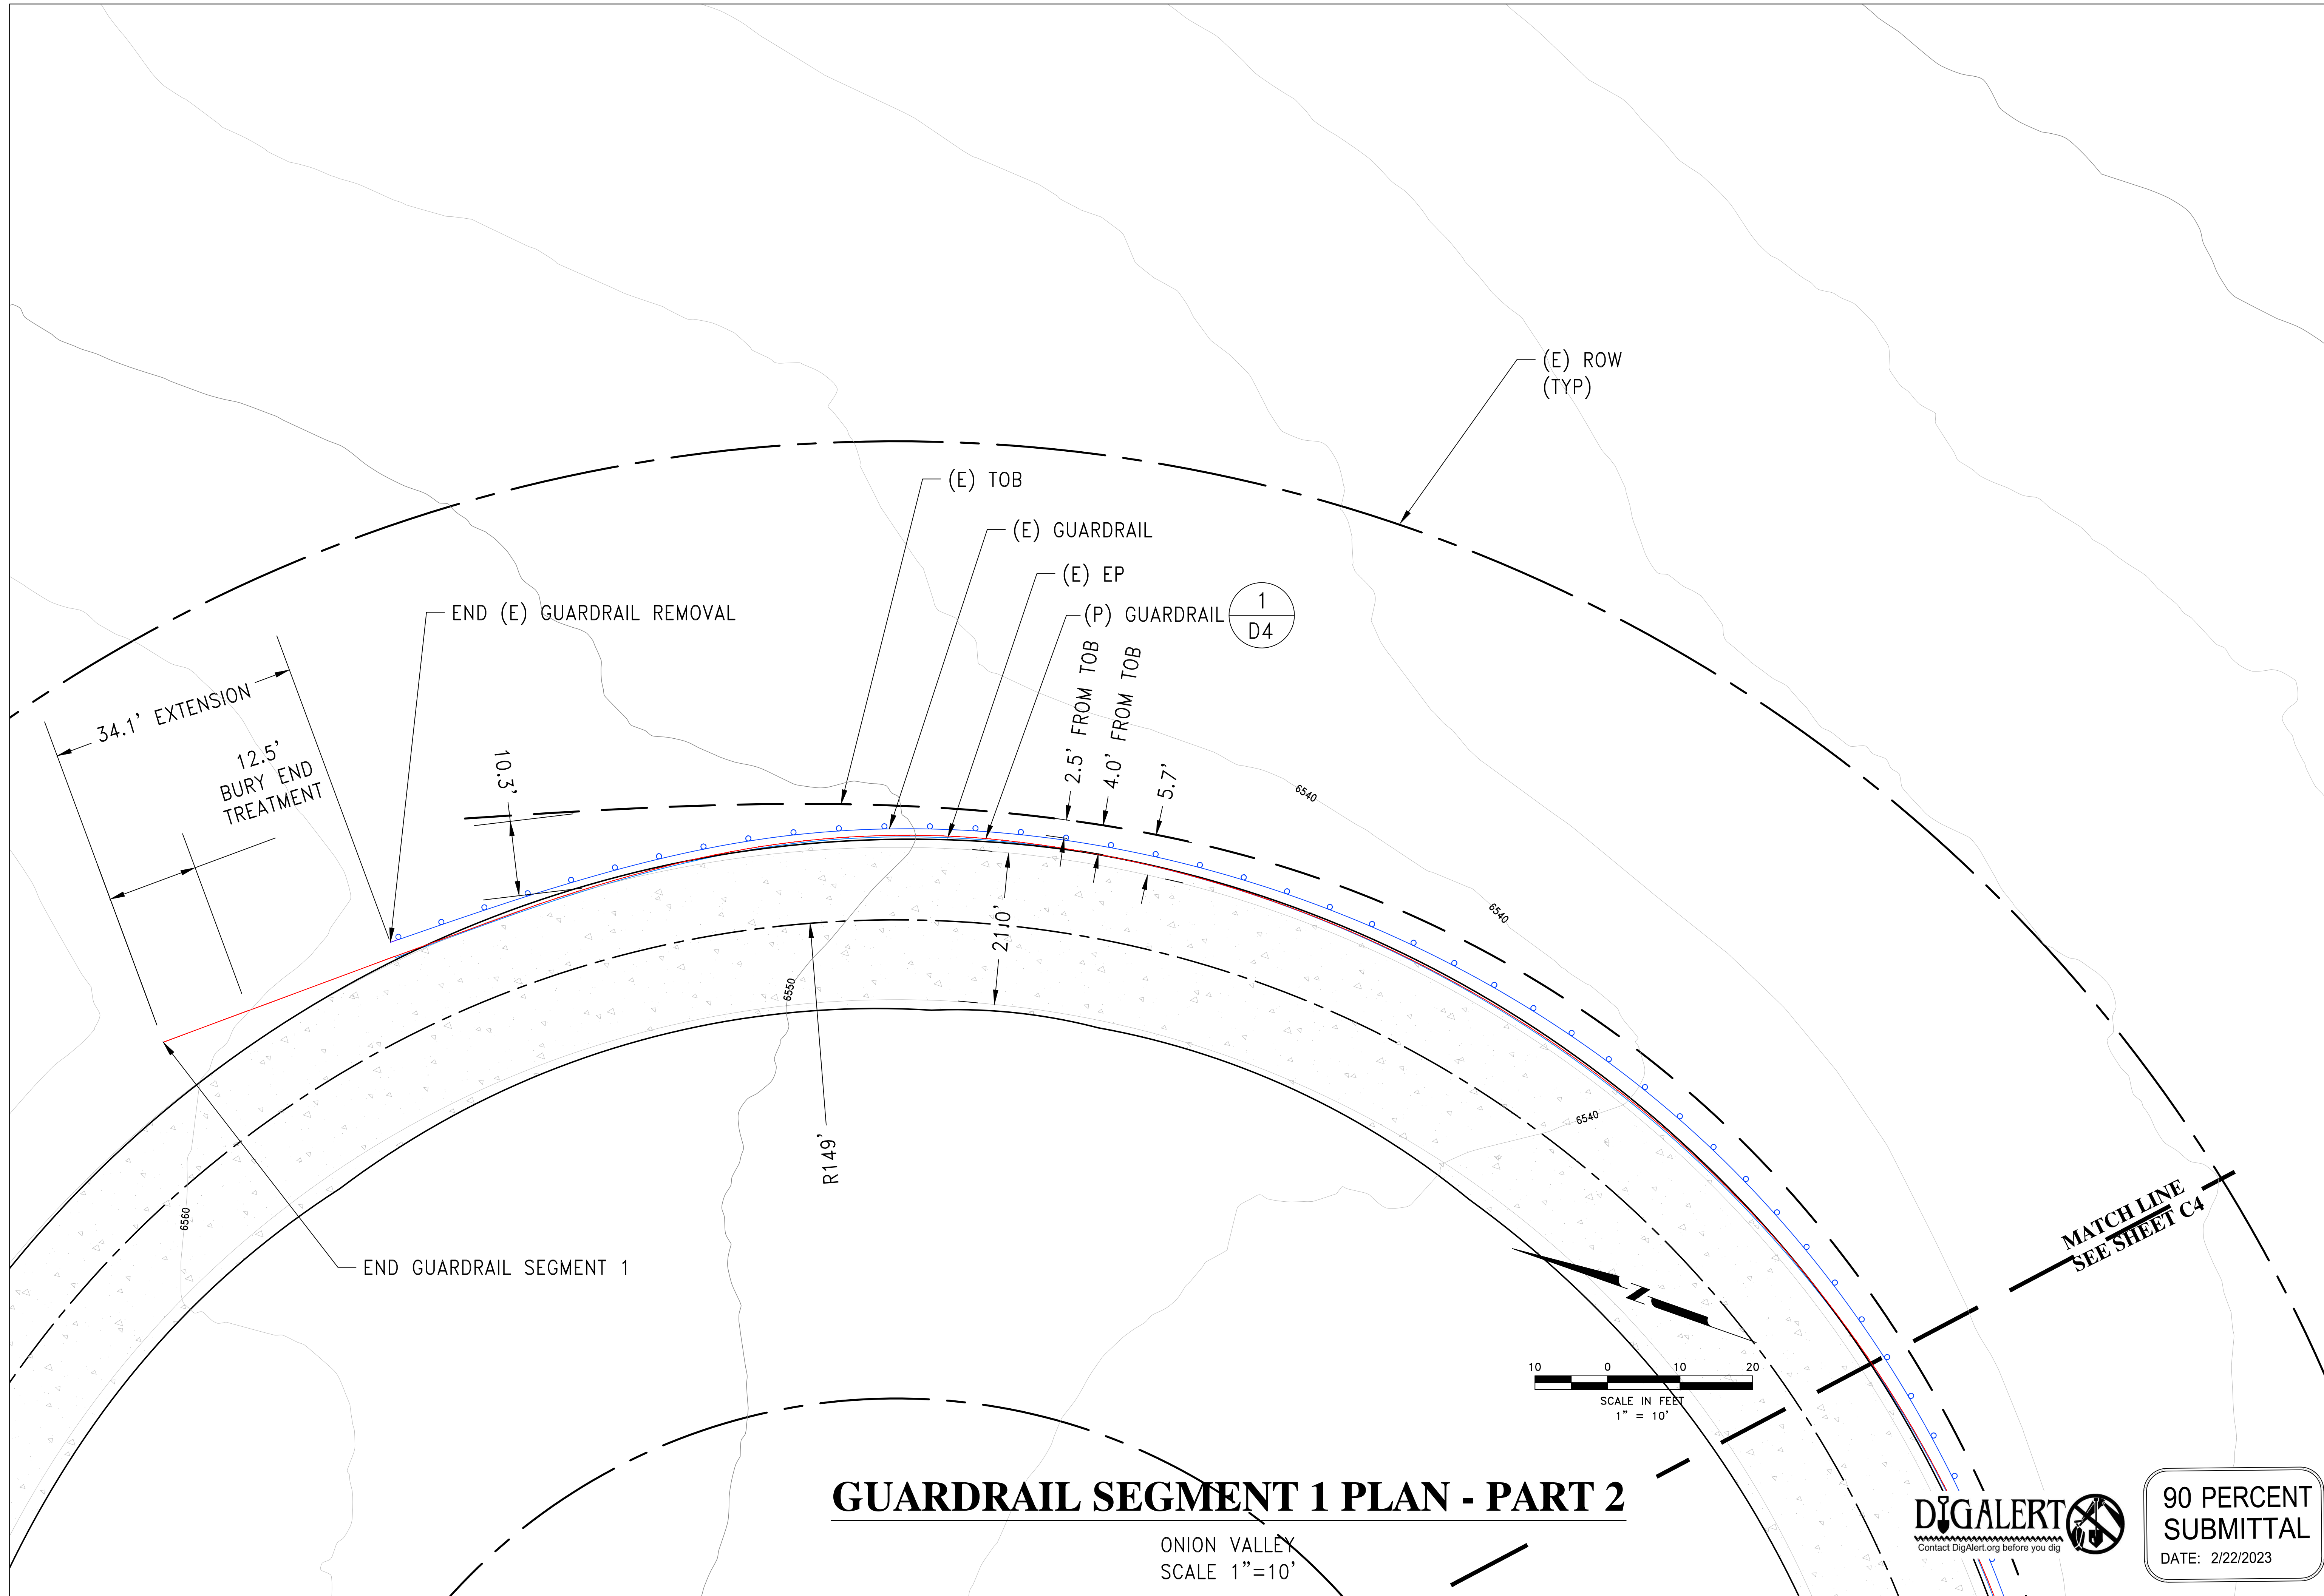 (E) ROW
(TYP)
(E) TOB
(E) GUARDRAIL
(E) EP
(P) GUARDRAIL
1
D4
END (E) GUARDRAIL REMOVAL
34.1' EXTENSION
12.5'
BURY END
TREATMENT
10.3'
2.5' FROM TOB
4.0' FROM TOB
5.7'
6540
6540
21.0'
6550
6540
R149'
6560
END GUARDRAIL SEGMENT 1
MATCH LINE
SEE SHEET C4
Z
10 0 10 20
SCALE IN FEET
1" = 10'
GUARDRAIL SEGMENT 1 PLAN - PART 2
ONION VALLEY
SCALE 1"=10'
DIGALERT
Contact DigAlert.org before you dig
90 PERCENT
SUBMITTAL
DATE: 2/22/2023